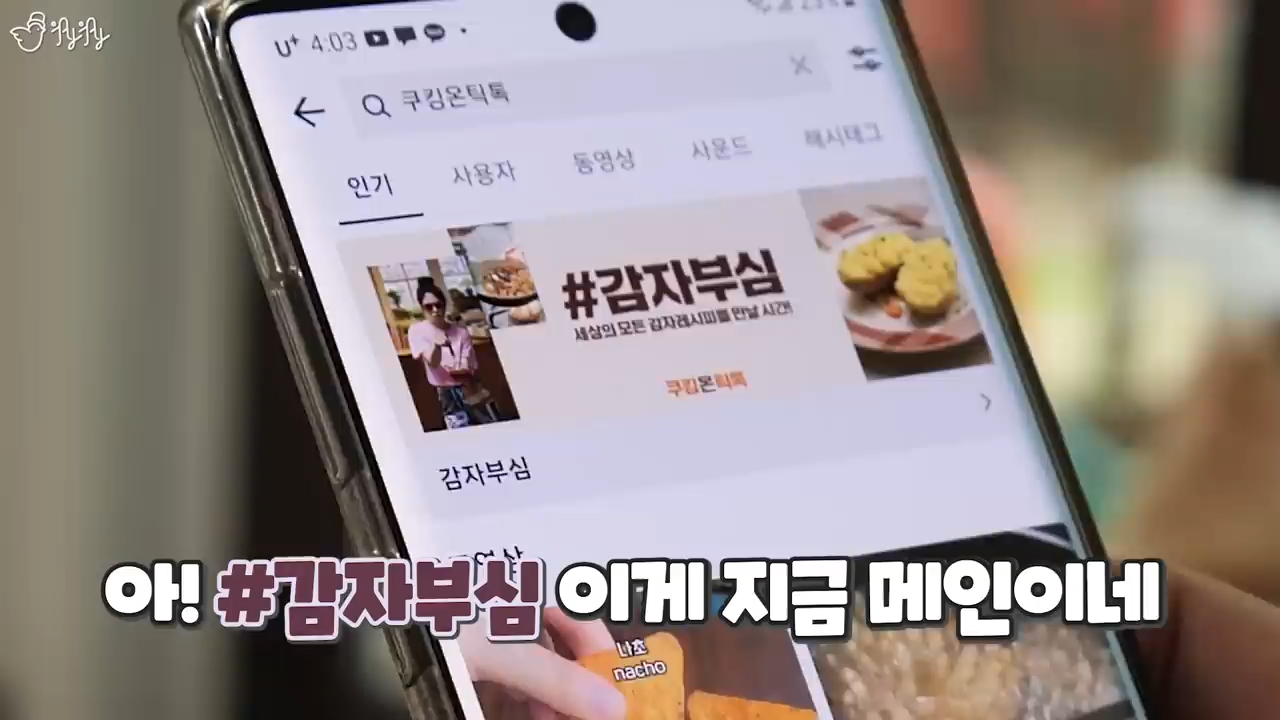 U⁺ 4:03
쿠킹온틱톡
인기 사용자 동영상 사운드 해시태그
#감자부심
세상의 모든 감자레시피를 만날 시간!
쿠킹온틱톡
감자부심
아! #감자부심 이게 지금 메인이네
나초
nacho